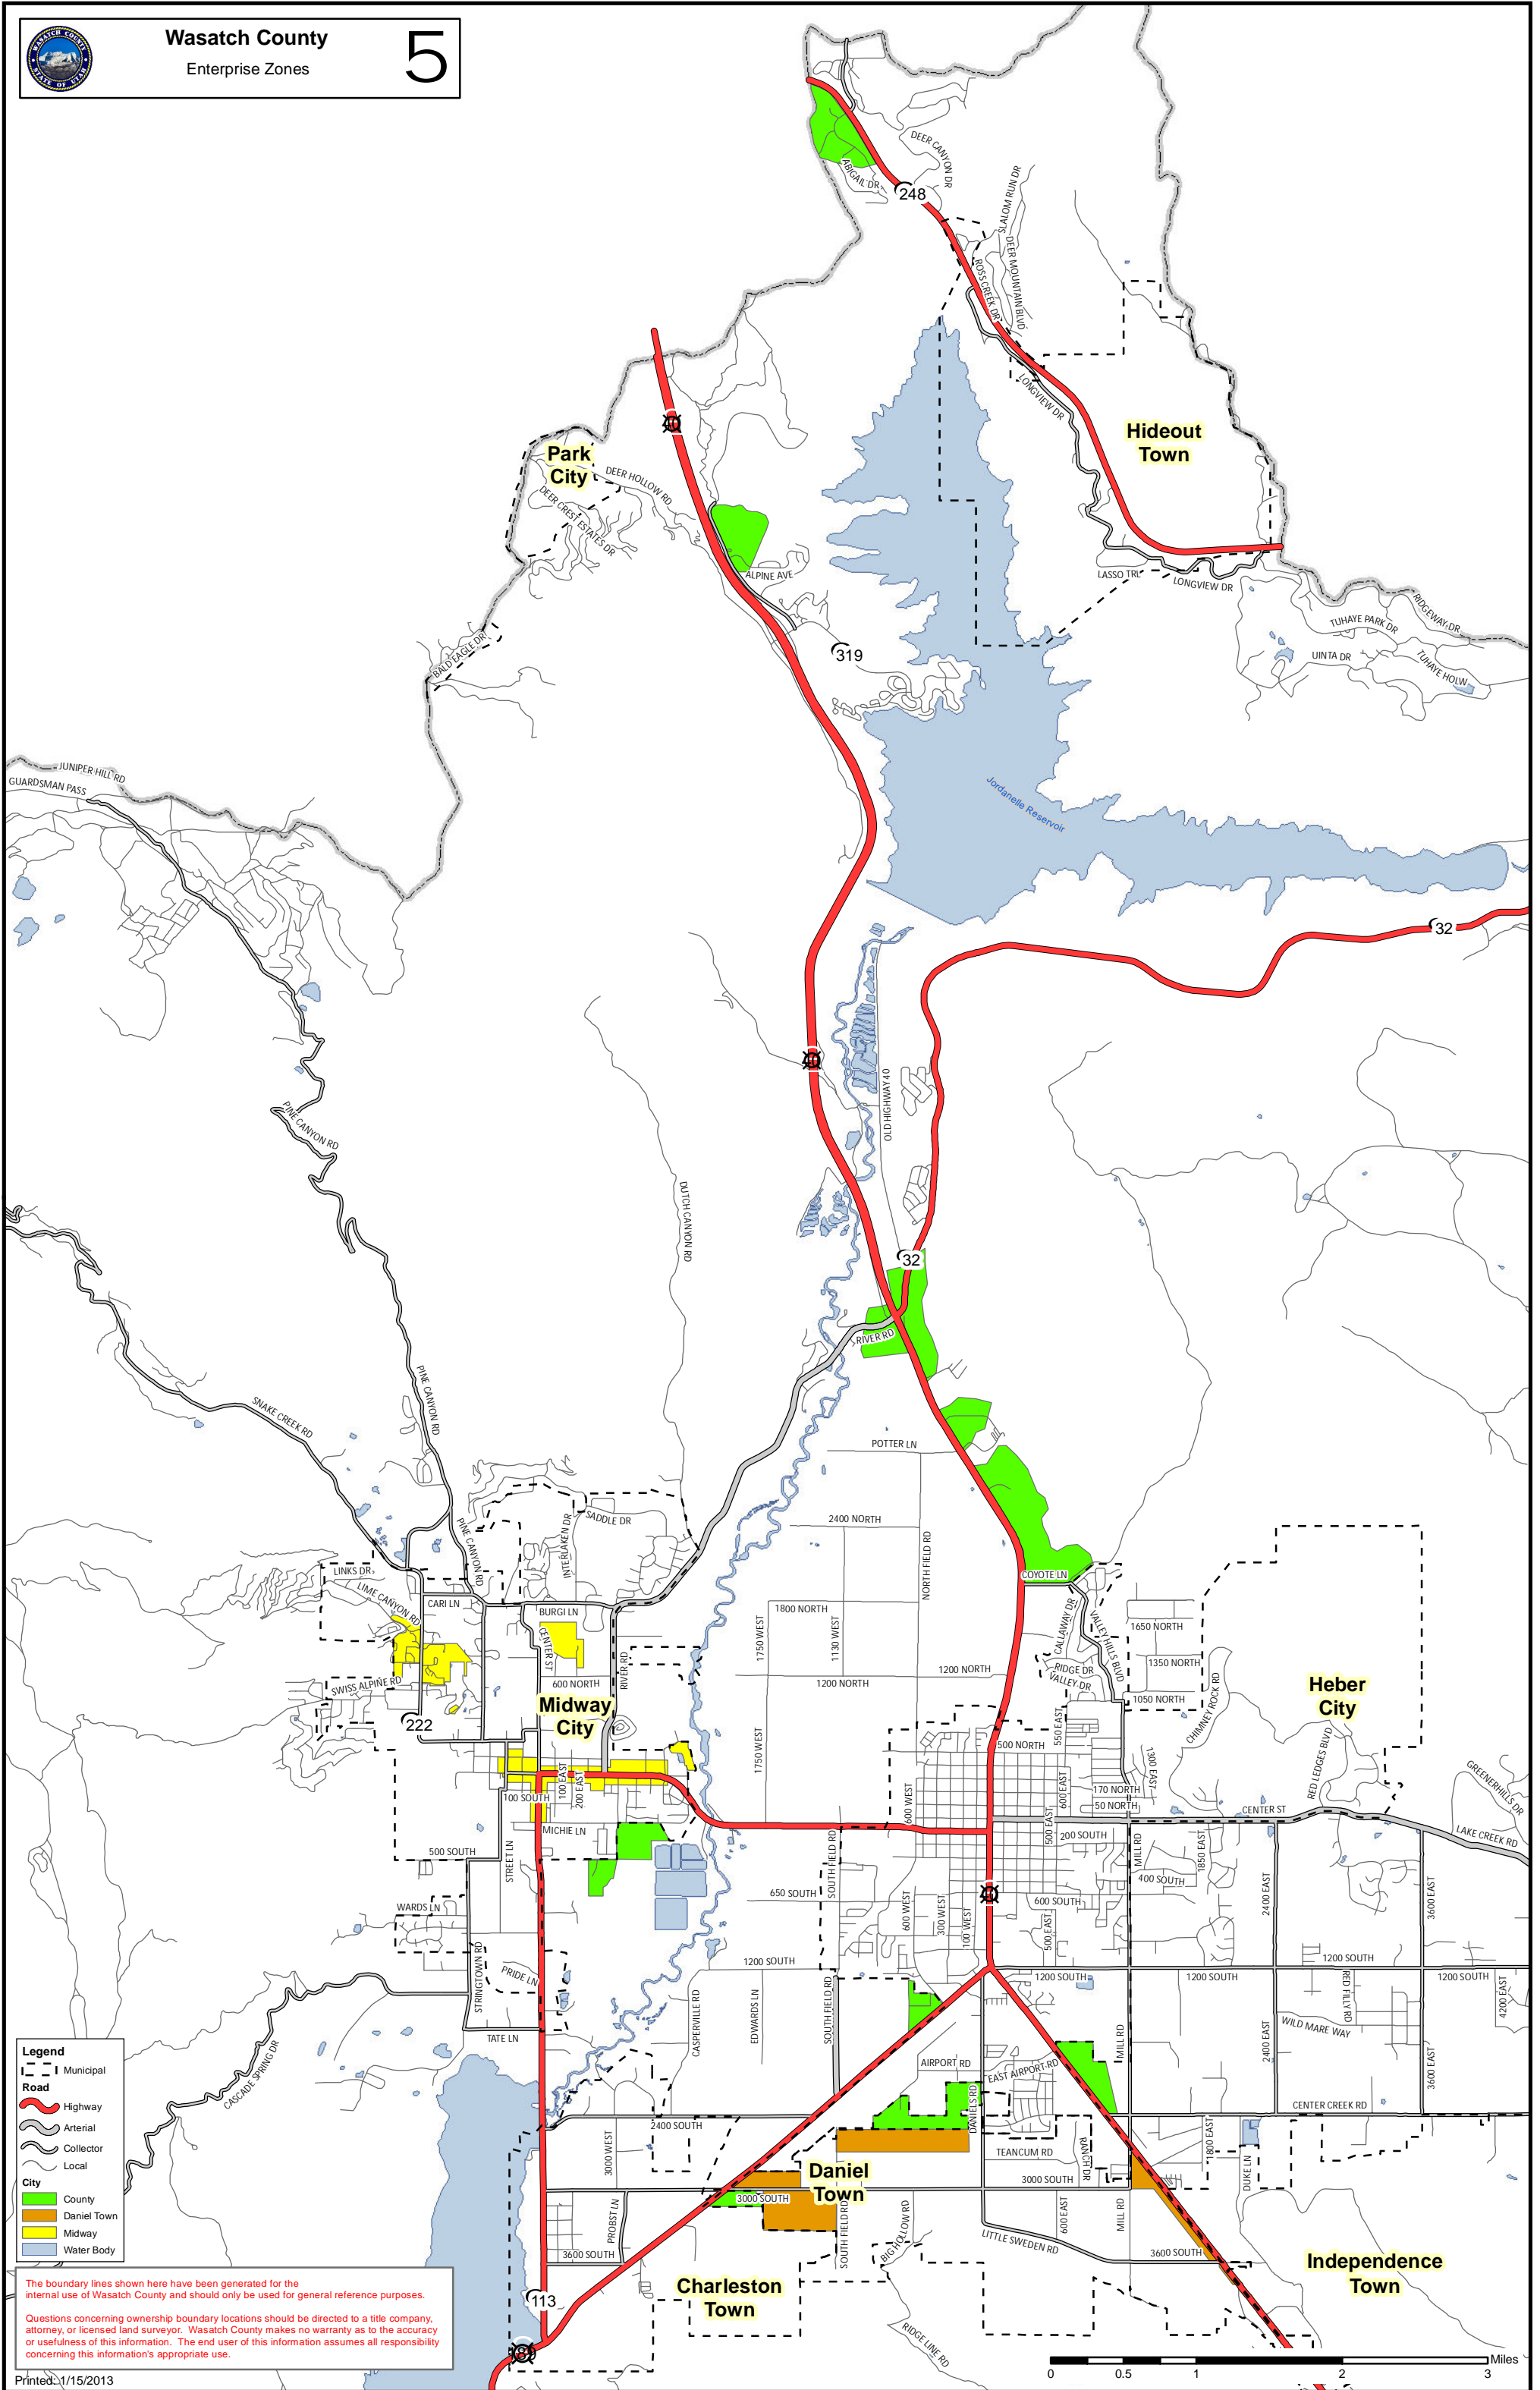 Wasatch County
Enterprise Zones
5
WASATCH COUNTY
STATE OF UTAH
DEER CANYON DR
ABIGAIL DR
248
SLALOM RUN DR
DEER MOUNTAIN BLVD
ROSS CREEK DR
LONGVIEW DR
Hideout
Town
40
Park
City
DEER HOLLOW RD
DEER CREST ESTATES DR
ALPINE AVE
LASSO TRL
LONGVIEW DR
RIDGEWAY DR
TUHAYE PARK DR
UINTA DR
TUHAYE HOLW
BALD EAGLE DR
319
JUNIPER HILL RD
GUARDSMAN PASS
Jordanelle Reservoir
32
40
OLD HIGHWAY 40
PINE CANYON RD
DUTCH CANYON RD
32
RIVER RD
PINE CANYON RD
SNAKE CREEK RD
POTTER LN
SADDLE DR
INTERLAKEN DR
PINE CANYON RD
2400 NORTH
NORTH FIELD RD
LINKS DR
LIME CANYON RD
CARI LN
BURGI LN
CENTER ST
COYOTE LN
1800 NORTH
1750 WEST
1130 WEST
CALLAWAY DR
VALLEY HILLS BLVD
1650 NORTH
1350 NORTH
1200 NORTH
1200 NORTH
RIDGE DR
VALLEY DR
1050 NORTH
CHIMNEY ROCK RD
Heber
City
600 NORTH
RIVER RD
SWISS ALPINE RD
Midway
City
222
1750 WEST
500 NORTH
550 EAST
1300 EAST
RED LEDGES BLVD
GREENERHILLS DR
100 EAST
200 EAST
100 SOUTH
600 WEST
600 EAST
170 NORTH
50 NORTH
CENTER ST
LAKE CREEK RD
MICHIE LN
500 SOUTH
STREET LN
SOUTH FIELD RD
500 EAST
200 SOUTH
MILL RD
1850 EAST
400 SOUTH
2400 EAST
3600 EAST
650 SOUTH
600 WEST
300 WEST
100 WEST
40
600 SOUTH
500 EAST
WARDS LN
STRINGTOWN RD
PRIDE LN
1200 SOUTH
1200 SOUTH
1200 SOUTH
1200 SOUTH
1200 SOUTH
RED FILLY RD
4200 EAST
CASPERVILLE RD
EDWARDS LN
SOUTH FIELD RD
WILD MARE WAY
TATE LN
CASCADE SPRING DR
AIRPORT RD
EAST AIRPORT RD
MILL RD
2400 EAST
3600 EAST
DANIELS RD
CENTER CREEK RD
2400 SOUTH
3000 WEST
TEANCUM RD
RANCH DR
1800 EAST
DUKE LN
Daniel
Town
3000 SOUTH
3000 SOUTH
PROBST LN
SOUTH FIELD RD
BIG HOLLOW RD
600 EAST
MILL RD
LITTLE SWEDEN RD
3600 SOUTH
3600 SOUTH
Independence
Town
Charleston
Town
113
189
RIDGE LINE RD
Legend
Municipal
Road
Highway
Arterial
Collector
Local
City
County
Daniel Town
Midway
Water Body
The boundary lines shown here have been generated for the
internal use of Wasatch County and should only be used for general reference purposes.
Questions concerning ownership boundary locations should be directed to a title company,
attorney, or licensed land surveyor. Wasatch County makes no warranty as to the accuracy
or usefulness of this information. The end user of this information assumes all responsibility
concerning this information's appropriate use.
Printed: 1/15/2013
Miles
0 0.5 1 2 3